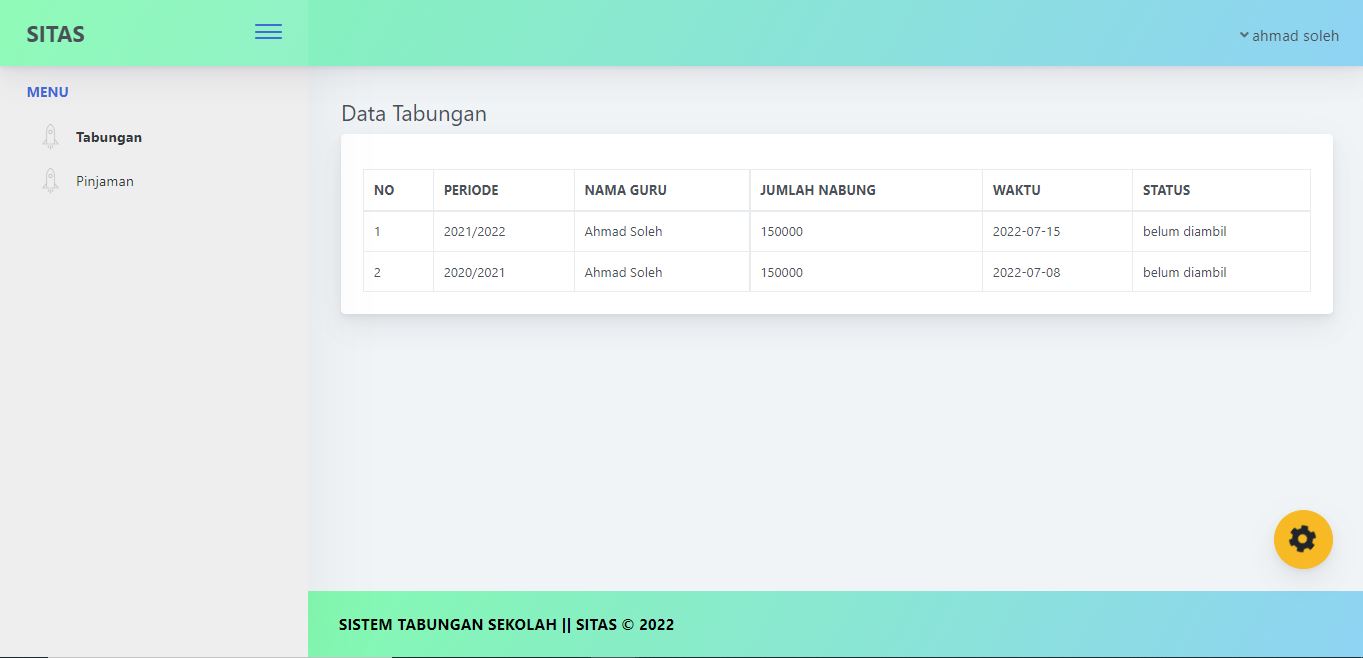 SITAS
ahmad soleh
MENU
Tabungan
Pinjaman
Data Tabungan
NO PERIODE NAMA GURU JUMLAH NABUNG WAKTU STATUS
1 2021/2022 Ahmad Soleh 150000 2022-07-15 belum diambil
2 2020/2021 Ahmad Soleh 150000 2022-07-08 belum diambil
SISTEM TABUNGAN SEKOLAH || SITAS © 2022